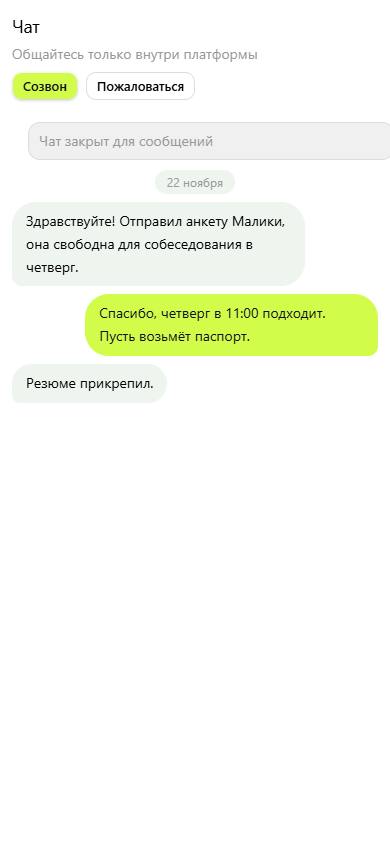 Чат
Общайтесь только внутри платформы
Созвон
Пожаловаться
Чат закрыт для сообщений
22 ноября
Здравствуйте! Отправил анкету Малики,
она свободна для собеседования в
четверг.
Спасибо, четверг в 11:00 подходит.
Пусть возьмёт паспорт.
Резюме прикрепил.